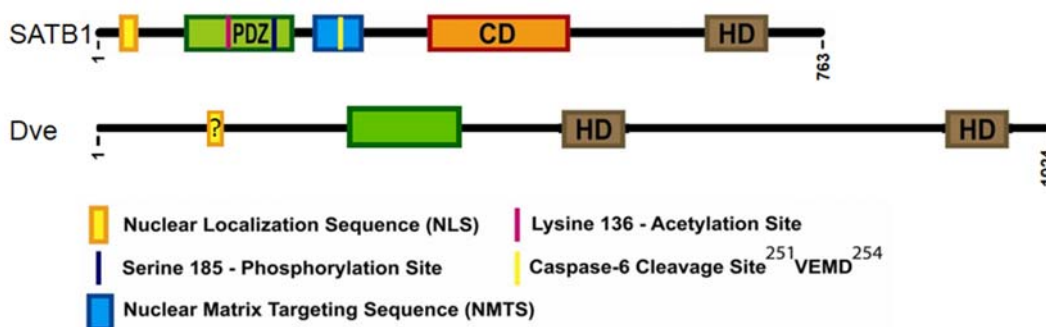 SATB1 PDZ CD HD
1 763
Dve ? HD HD
1
Nuclear Localization Sequence (NLS) Lysine 136 - Acetylation Site
Serine 185 - Phosphorylation Site Caspase-6 Cleavage Site 251VEMD254
Nuclear Matrix Targeting Sequence (NMTS)